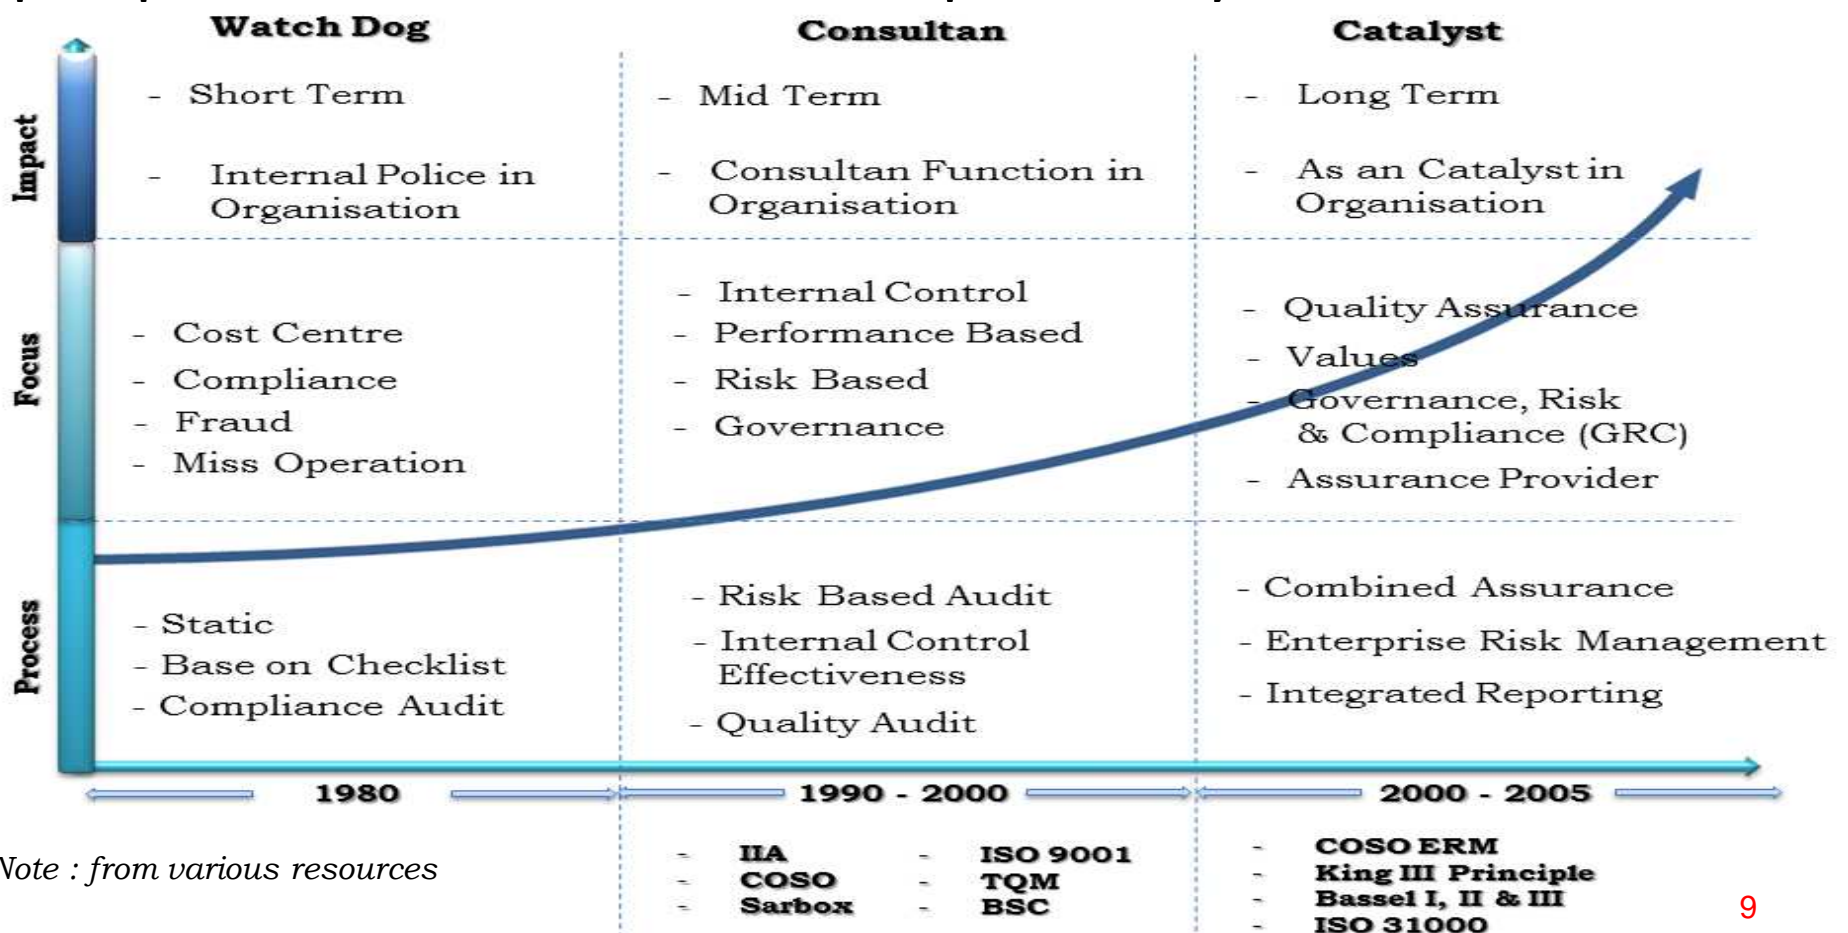 Watch Dog
Consultan
Catalyst
Impact
- Short Term
- Internal Police in
Organisation
- Mid Term
- Consultan Function in
Organisation
- Long Term
- As an Catalyst in
Organisation
Focus
- Cost Centre
- Compliance
- Fraud
- Miss Operation
- Internal Control
- Performance Based
- Risk Based
- Governance
- Quality Assurance
- Values
- Governance, Risk
& Compliance (GRC)
- Assurance Provider
Process
- Static
- Base on Checklist
- Compliance Audit
- Risk Based Audit
- Internal Control
Effectiveness
- Quality Audit
- Combined Assurance
- Enterprise Risk Management
- Integrated Reporting
1980
1990 - 2000
2000 - 2005
Note : from various resources
- IIA
- COSO
- Sarbox
- ISO 9001
- TQM
- BSC
- COSO ERM
- King III Principle
- Bassel I, II & III
- ISO 31000
9